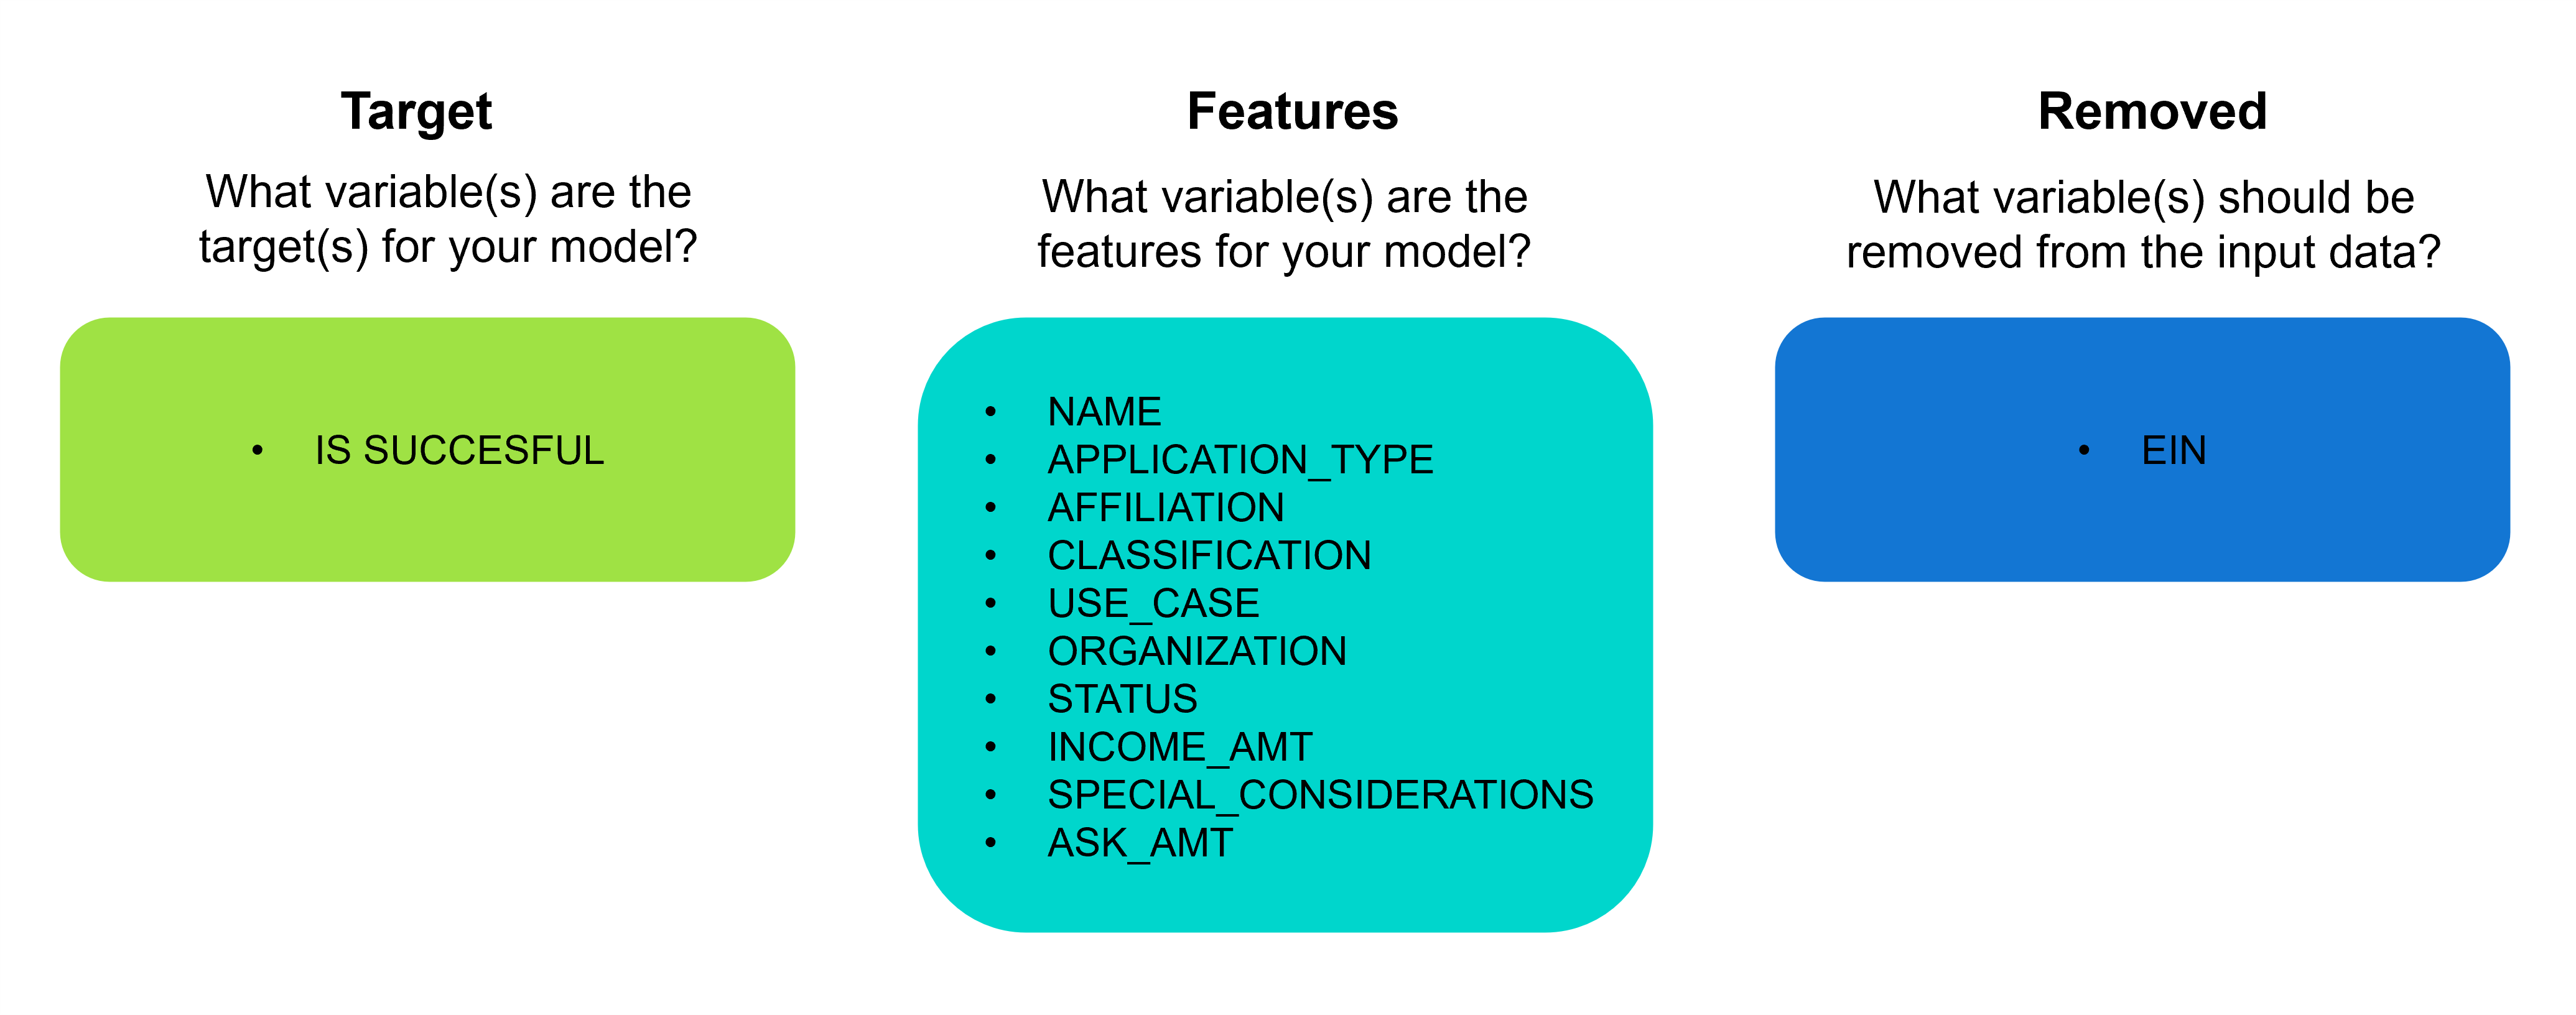 Target
What variable(s) are the
target(s) for your model?
• IS SUCCESFUL
Features
What variable(s) are the
features for your model?
• NAME
• APPLICATION_TYPE
• AFFILIATION
• CLASSIFICATION
• USE_CASE
• ORGANIZATION
• STATUS
• INCOME_AMT
• SPECIAL_CONSIDERATIONS
• ASK_AMT
Removed
What variable(s) should be
removed from the input data?
• EIN